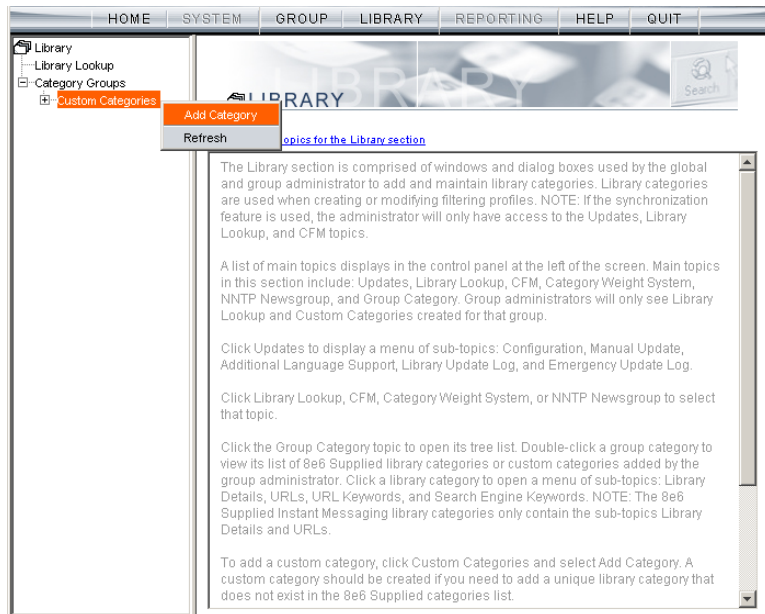 HOME SYSTEM GROUP LIBRARY REPORTING HELP QUIT
Library
Library Lookup
Category Groups
Custom Categories
Add Category
Refresh
LIBRARY
LIBRARY
Search
opics for the Library section
The Library section is comprised of windows and dialog boxes used by the global
and group administrator to add and maintain library categories. Library categories
are used when creating or modifying filtering profiles. NOTE: If the synchronization
feature is used, the administrator will only have access to the Updates, Library
Lookup, and CFM topics.
A list of main topics displays in the control panel at the left of the screen. Main topics
in this section include: Updates, Library Lookup, CFM, Category Weight System,
NNTP Newsgroup, and Group Category. Group administrators will only see Library
Lookup and Custom Categories created for that group.
Click Updates to display a menu of sub-topics: Configuration, Manual Update,
Additional Language Support, Library Update Log, and Emergency Update Log.
Click Library Lookup, CFM, Category Weight System, or NNTP Newsgroup to select
that topic.
Click the Group Category topic to open its tree list. Double-click a group category to
view its list of 8e6 Supplied library categories or custom categories added by the
group administrator. Click a library category to open a menu of sub-topics: Library
Details, URLs, URL Keywords, and Search Engine Keywords. NOTE: The 8e6
Supplied Instant Messaging library categories only contain the sub-topics Library
Details and URLs.
To add a custom category, click Custom Categories and select Add Category. A
custom category should be created if you need to add a unique library category that
does not exist in the 8e6 Supplied categories list.